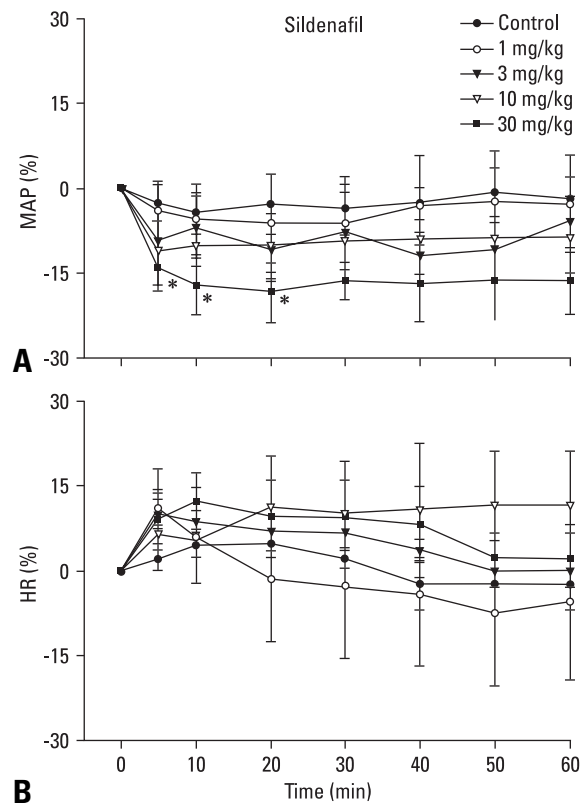 Sildenafil
Control
1 mg/kg
3 mg/kg
10 mg/kg
30 mg/kg
30
15
0
-15
-30
MAP (%)
*
*
*
A
30
15
0
-15
-30
HR (%)
0 10 20 30 40 50 60
Time (min)
B